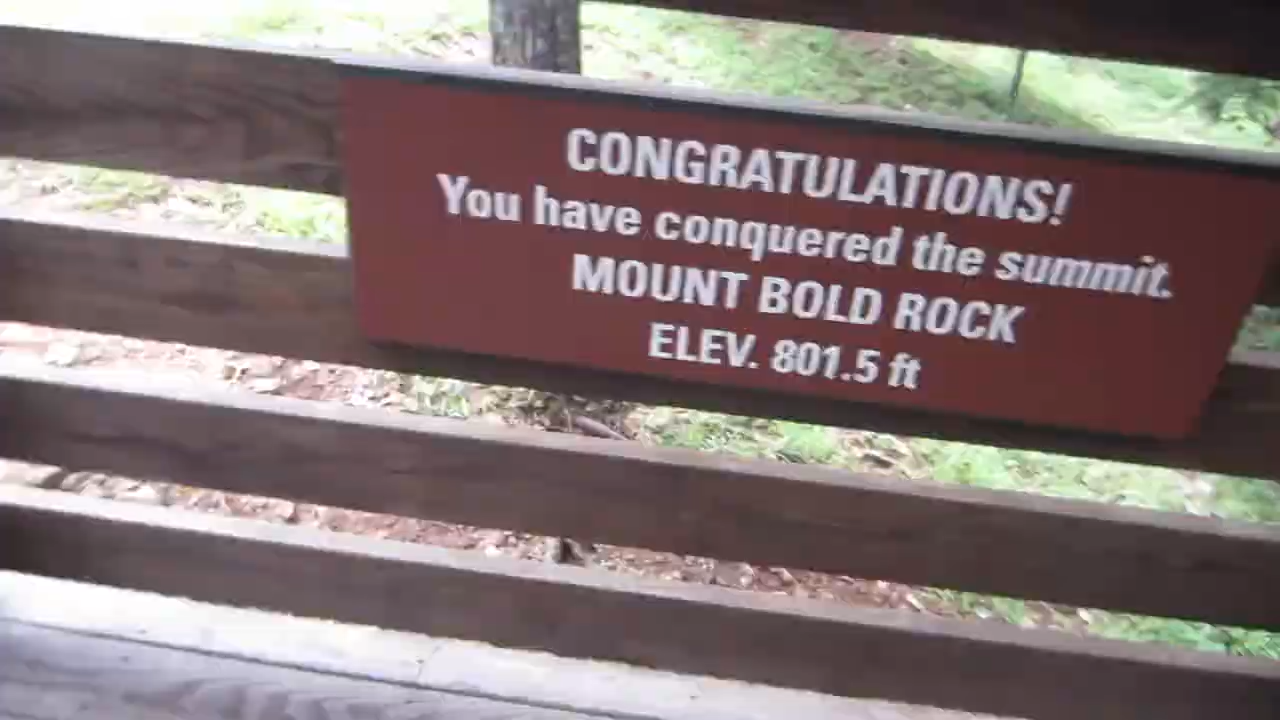 CONGRATULATIONS!
You have conquered the summit.
MOUNT BOLD ROCK
ELEV. 801.5 ft